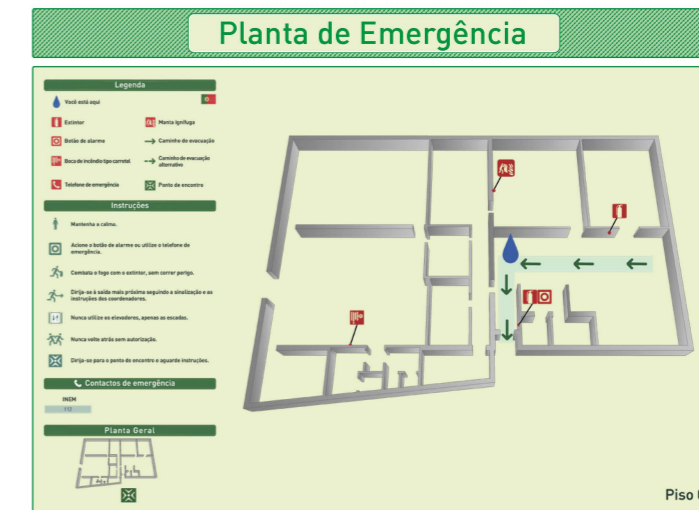 Planta de Emergência
Legenda
Você está aqui
Extintor
Manta ignífuga
Botão de alarme
Caminho de evacuação
Boca de incêndio tipo carretel
Caminho de evacuação
alternativo
Telefone de emergência
Ponto de encontro
Instruções
Mantenha a calma.
Acione o botão de alarme ou utilize o telefone de
emergência.
Combata o fogo com o extintor, sem correr perigo.
Dirija-se à saída mais próxima seguindo a sinalização e as
instruções dos coordenadores.
Nunca utilize os elevadores, apenas as escadas.
Nunca volte atrás sem autorização.
Dirija-se para o ponto de encontro e aguarde instruções.
Contactos de emergência
INEM
112
Planta Geral
Piso